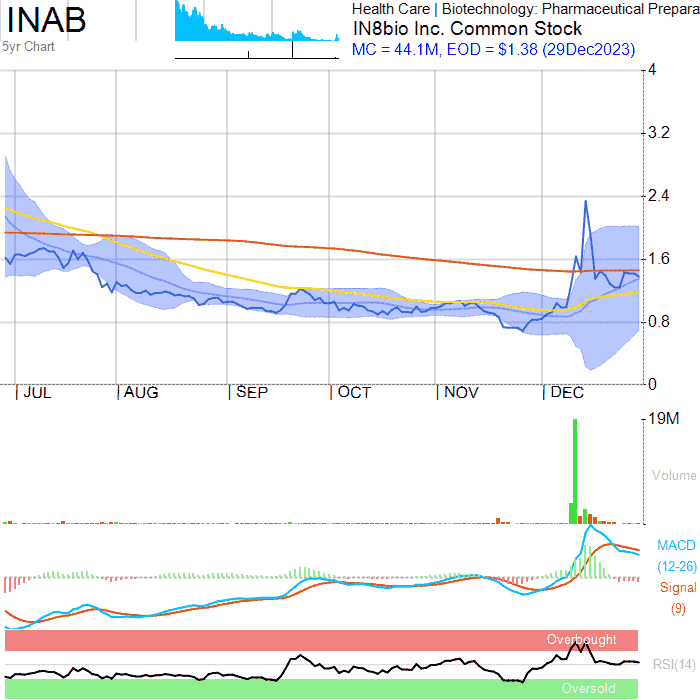 INAB
5yr Chart
Health Care | Biotechnology: Pharmaceutical Prepara
IN8bio Inc. Common Stock
MC = 44.1M, EOD = $1.38 (29Dec2023)
4
3.2
2.4
1.6
0.8
0
JUL AUG SEP OCT NOV DEC
19M
Volume
MACD
(12-26)
Signal
(9)
Overbought
RSI(14)
Oversold